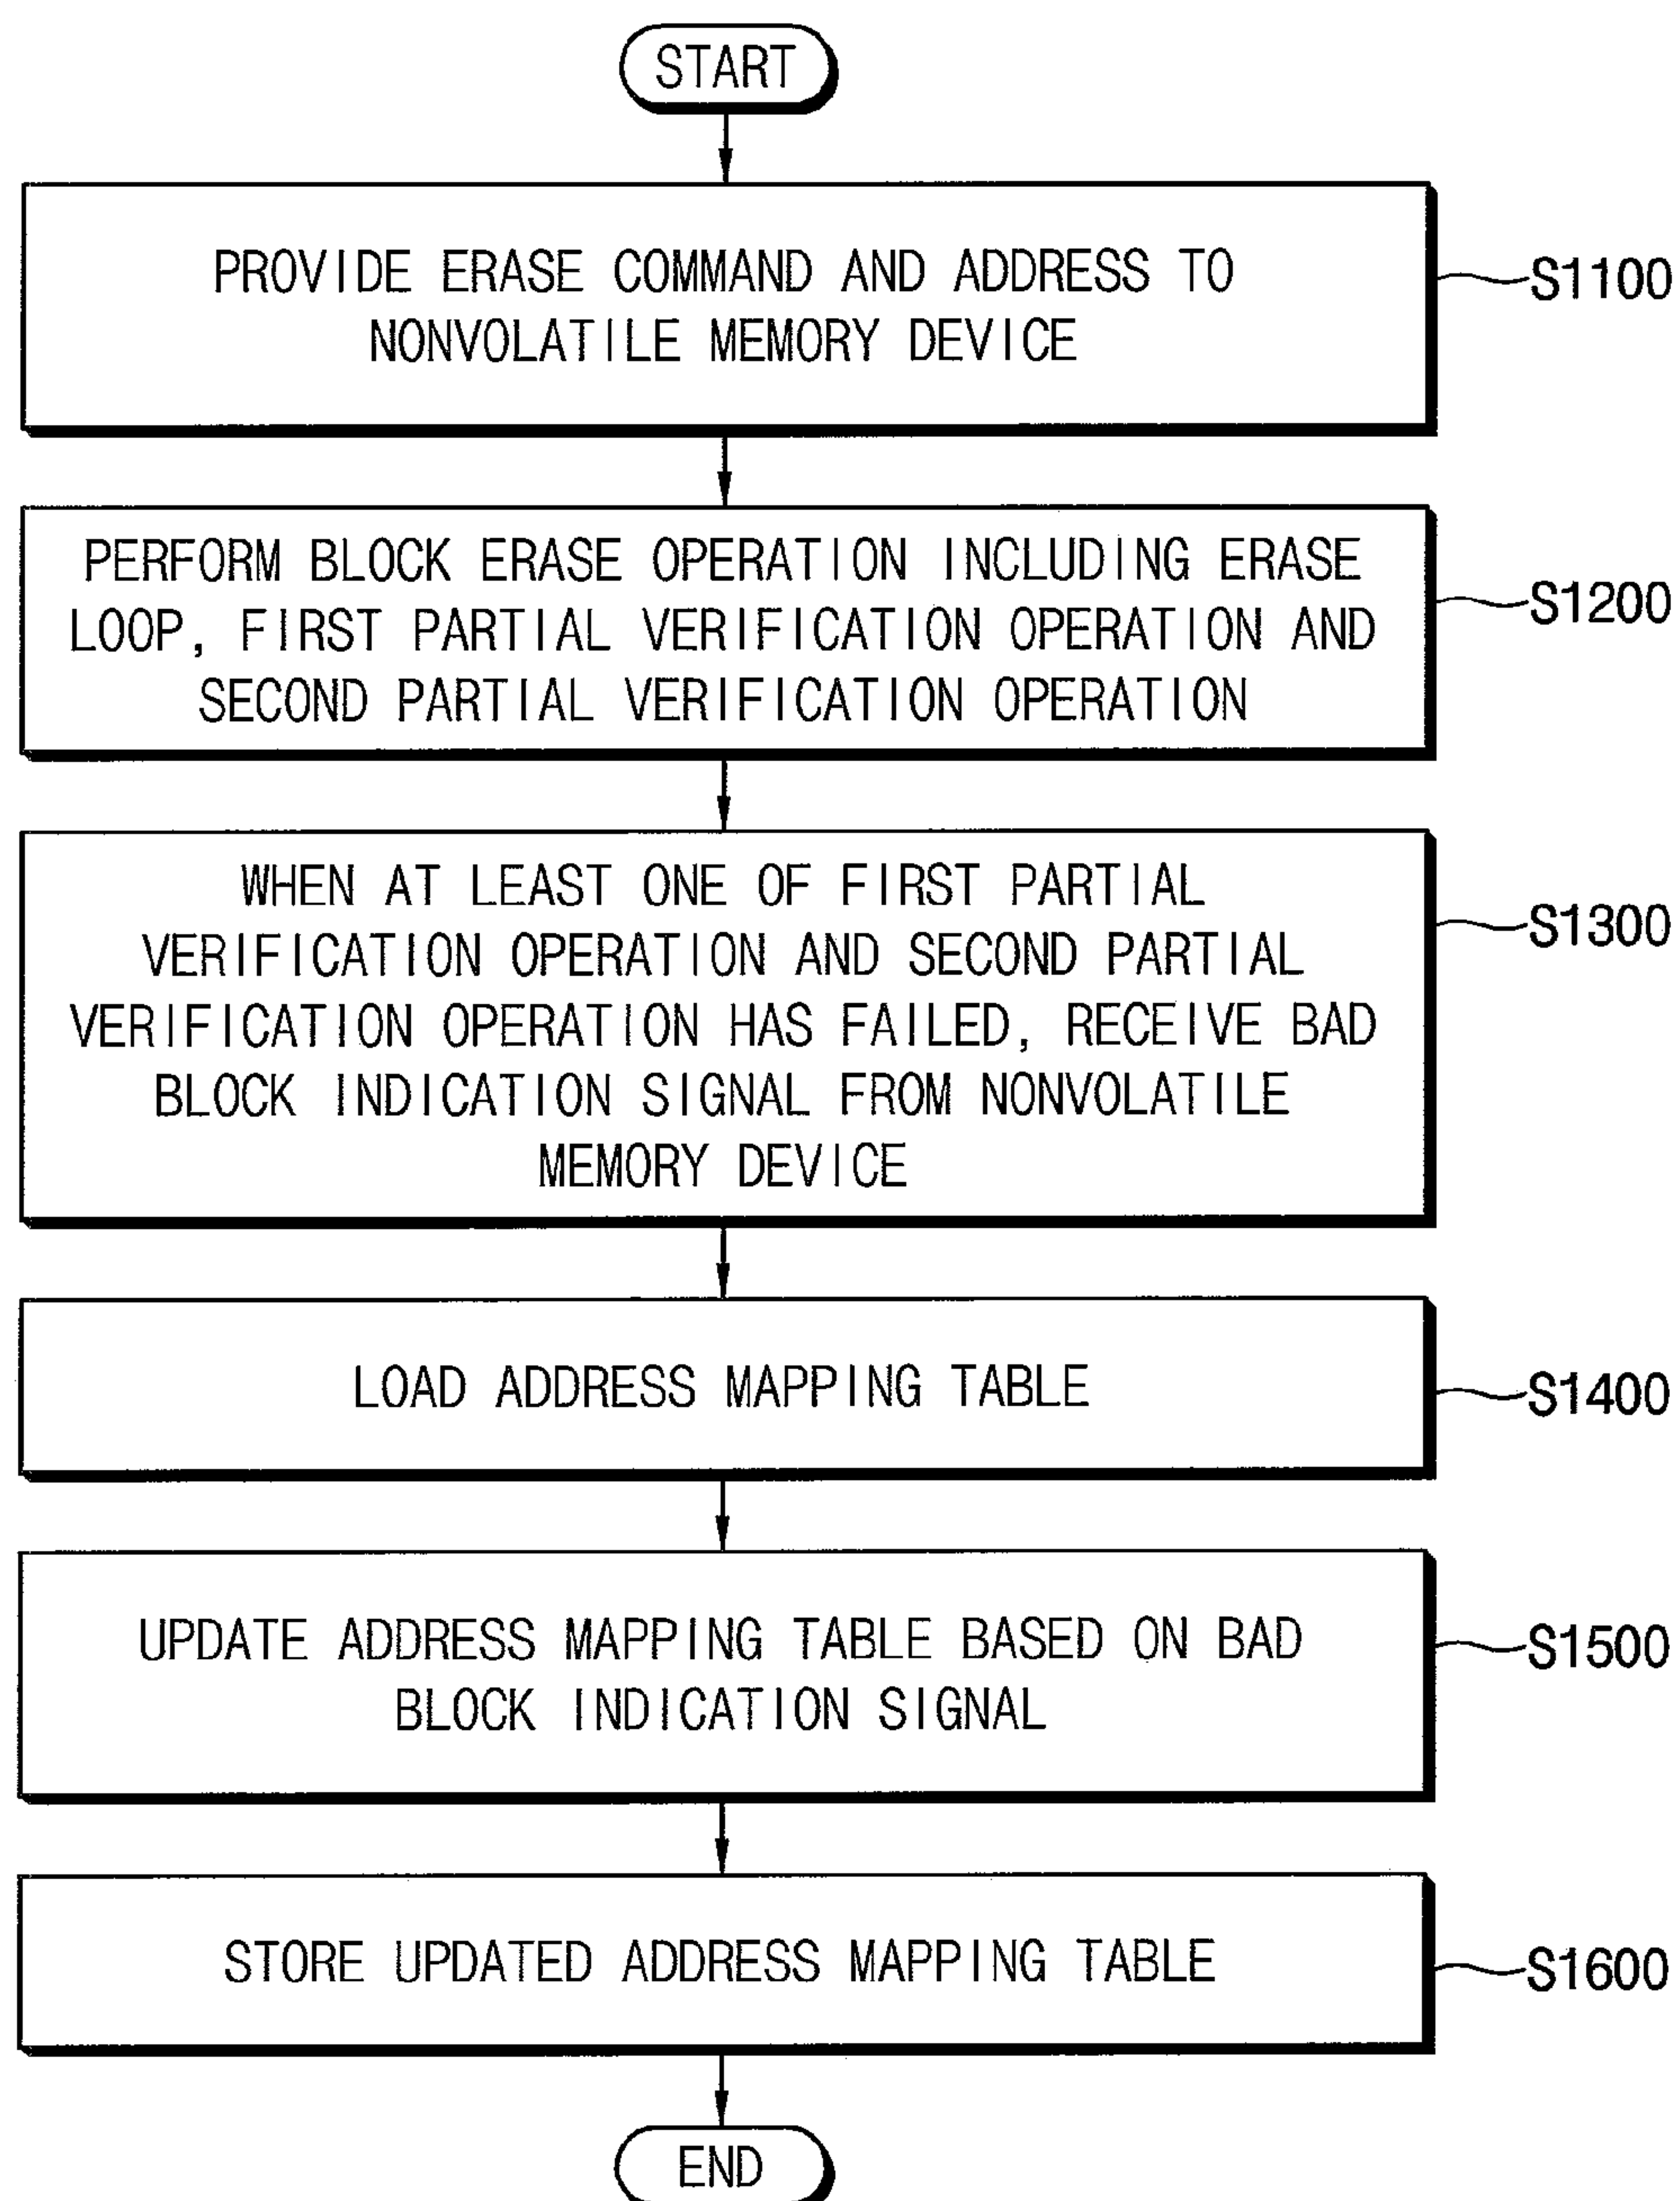 START
PROVIDE ERASE COMMAND AND ADDRESS TO
NONVOLATILE MEMORY DEVICE
S1100
PERFORM BLOCK ERASE OPERATION INCLUDING ERASE
LOOP, FIRST PARTIAL VERIFICATION OPERATION AND
SECOND PARTIAL VERIFICATION OPERATION
S1200
WHEN AT LEAST ONE OF FIRST PARTIAL
VERIFICATION OPERATION AND SECOND PARTIAL
VERIFICATION OPERATION HAS FAILED, RECEIVE BAD
BLOCK INDICATION SIGNAL FROM NONVOLATILE
MEMORY DEVICE
S1300
LOAD ADDRESS MAPPING TABLE
S1400
UPDATE ADDRESS MAPPING TABLE BASED ON BAD
BLOCK INDICATION SIGNAL
S1500
STORE UPDATED ADDRESS MAPPING TABLE
S1600
END